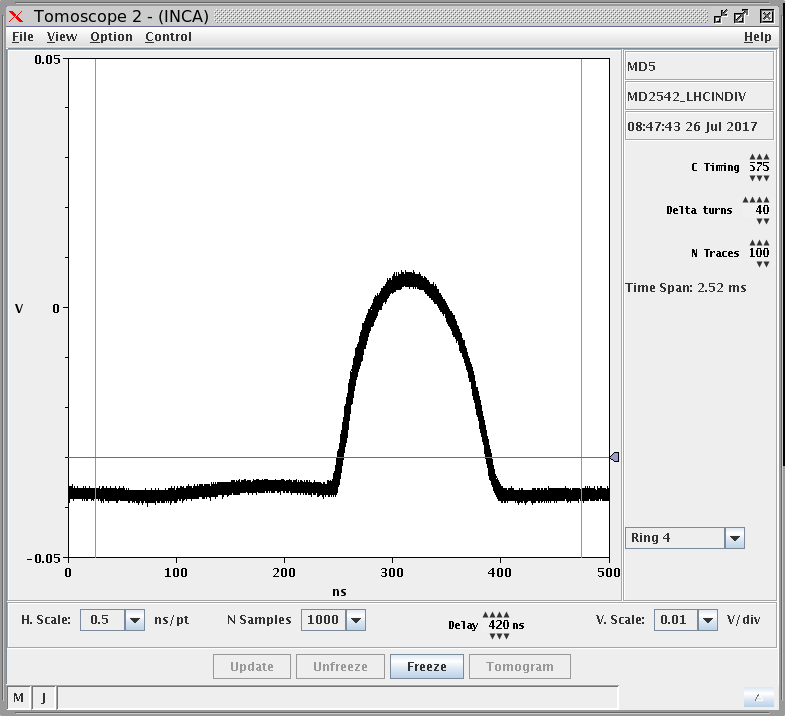 Tomoscope 2 - (INCA)
File View Option Control Help
0.05
V 0
-0.05
0 100 200 300 400 500
ns
MD5
MD2542_LHCINDIV
08:47:43 26 Jul 2017
C Timing 575
Delta turns 40
N Traces 100
Time Span: 2.52 ms
Ring 4
H. Scale: 0.5 ns/pt N Samples 1000 Delay 420 ns V. Scale: 0.01 V/div
Update Unfreeze Freeze Tomogram
M J